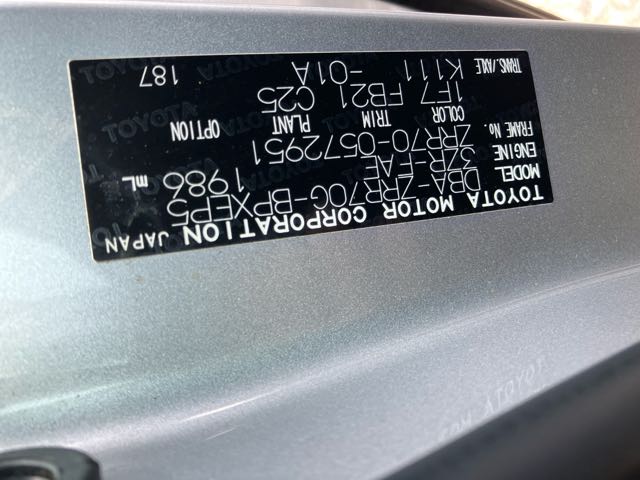 TOYOTA MOTOR CORPORATION JAPAN
MODEL DBA-ZRR70G-BPXEP5
ENGINE 3ZR-FAE 1986 mL
FRAME No. ZRR70-0572951
COLOR TRIM PLANT OPTION
1F7 FB21 C25
TRANS./AXLE K111 -01A 187